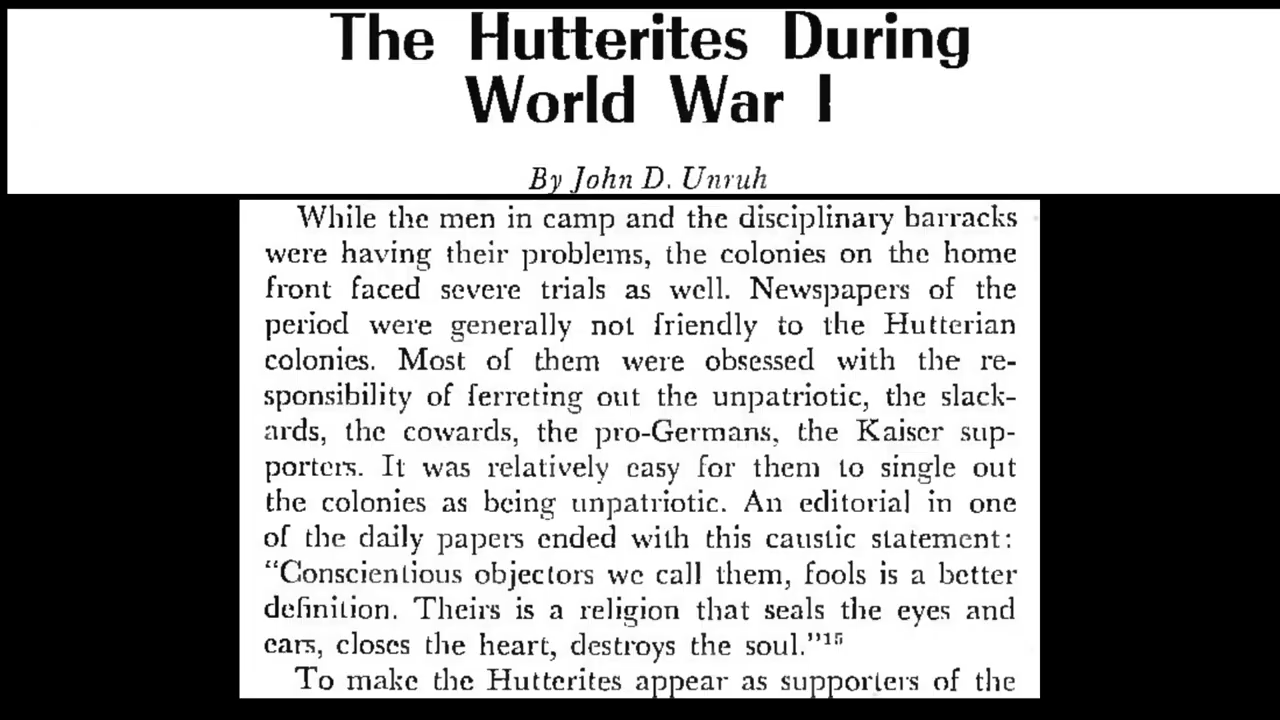 The Hutterites During
World War I
By John D. Unruh
While the men in camp and the disciplinary barracks
were having their problems, the colonies on the home
front faced severe trials as well. Newspapers of the
period were generally not friendly to the Hutterian
colonies. Most of them were obsessed with the re-
sponsibility of ferreting out the unpatriotic, the slack-
ards, the cowards, the pro-Germans, the Kaiser sup-
porters. It was relatively easy for them to single out
the colonies as being unpatriotic. An editorial in one
of the daily papers ended with this caustic statement:
“Conscientious objectors we call them, fools is a better
definition. Theirs is a religion that seals the eyes and
ears, closes the heart, destroys the soul.”15
To make the Hutterites appear as supporters of the